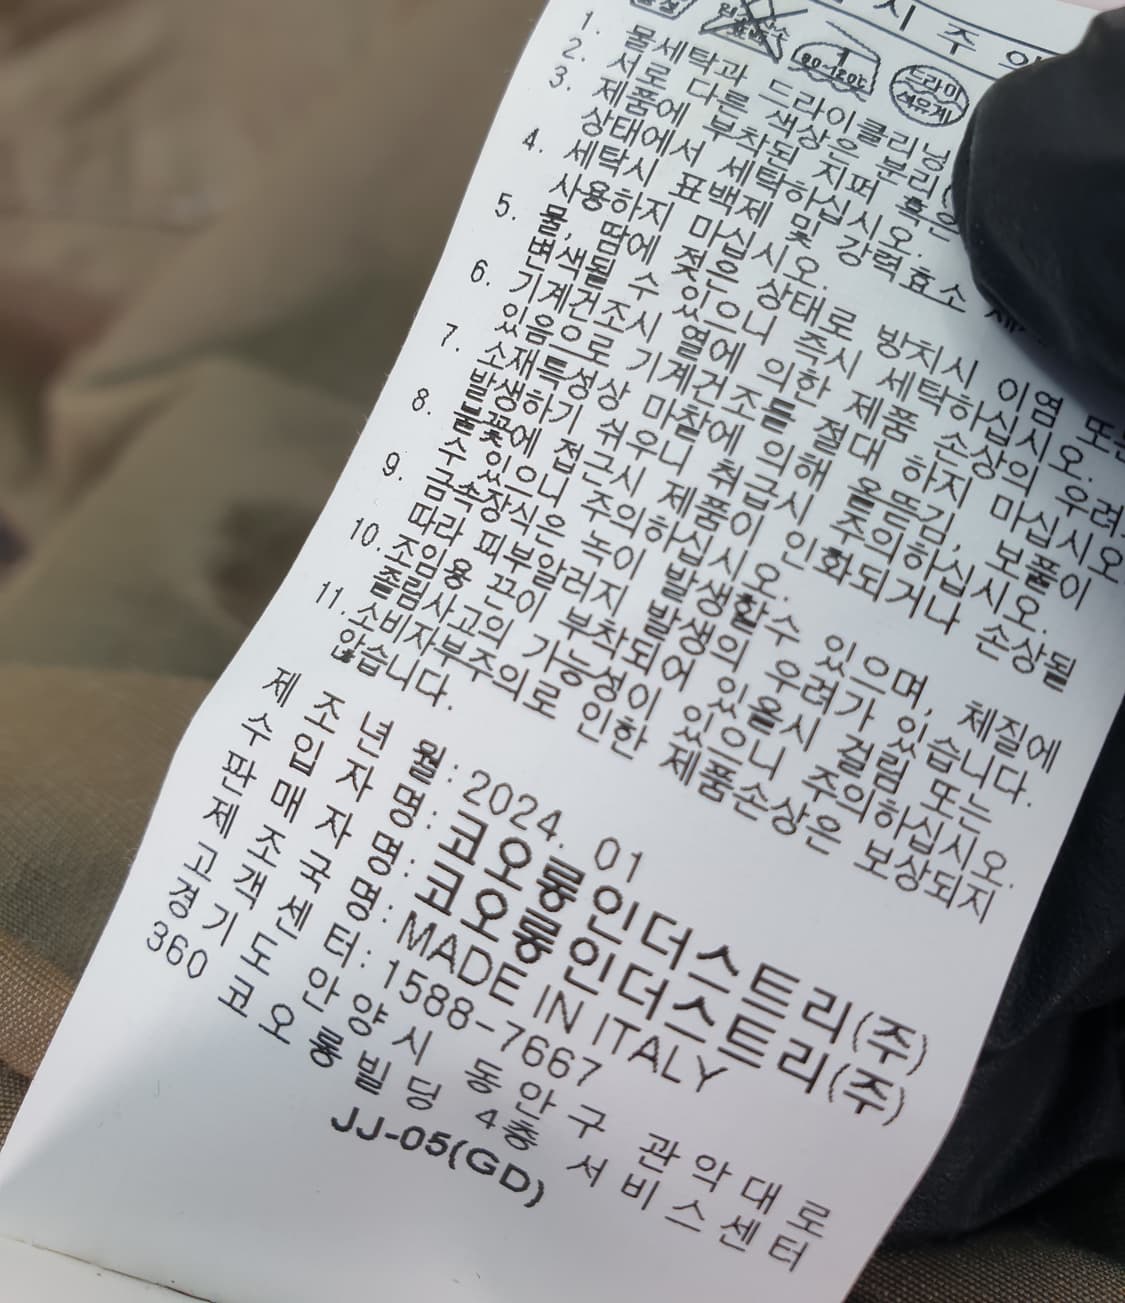 시 주 의
80~120℃
드라이
석유계
1. 물세탁과 드라이클리닝
2. 서로 다른 색상은 분리
3. 제품에 부착된 지퍼 혹은
상태에서 세탁하십시오.
4. 세탁시 표백제 및 강력효소
사용하지 마십시오.
5. 물, 땀에 젖은 상태로 방치시 이염 또는
변색될 수 있으니 즉시 세탁하십시오.
6. 기계건조시 열에 의한 제품 손상의 우려
있음으로 기계건조를 절대 하지 마십시오
7. 소재특성상 마찰에 의해 올뜯김, 보풀이
발생하기 쉬우니 취급시 주의하십시오.
8. 불꽃에 접근시 제품이 인화되거나 손상될
수 있으니 주의하십시오.
9. 금속장식은 녹이 발생할수 있으며, 체질에
따라 피부알러지 발생의 우려가 있습니다.
10. 조임용 끈이 부착되어 있을시 걸림 또는
졸림사고의 가능성이 있으니 주의하십시오.
11. 소비자부주의로 인한 제품손상은 보상되지
않습니다.
제 조 년 월 : 2024. 01
수 입 자 명 : 코오롱인더스트리(주)
판 매 자 명 : 코오롱인더스트리(주)
제 조 국 명 : MADE IN ITALY
고 객 센 터 : 1588-7667
경 기 도 안 양 시 동 안 구 관 악 대 로
360 코 오 롱 빌 딩 4층 서 비 스 센 터
JJ-05(GD)